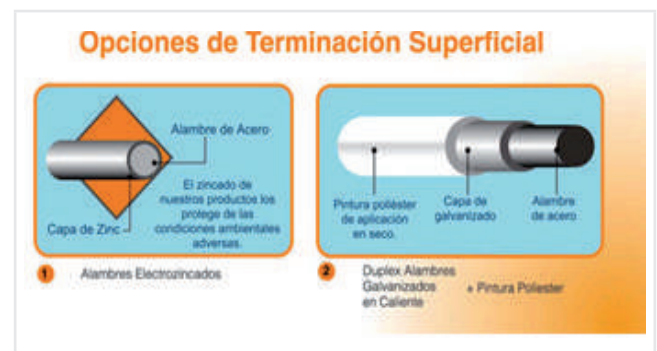 Opciones de Terminación Superficial
Alambre de Acero
El zincado de
nuestros productos los
protege de las
condiciones ambientales
adversas.
Capa de Zinc
1 Alambres Electrozincados
Pintura poliéster
de aplicación
en seco.
Capa de
galvanizado
Alambre
de acero
2 Duplex Alambres
Galvanizados
en Caliente
+ Pintura Poliester